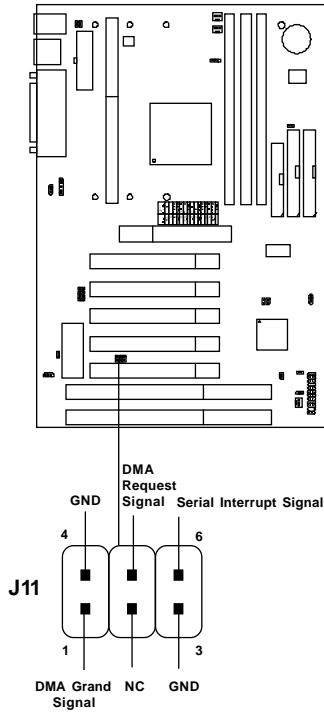 DMA
Request
Signal
GND
Serial Interrupt Signal
4
6
J11
1
3
DMA Grand
Signal
NC
GND